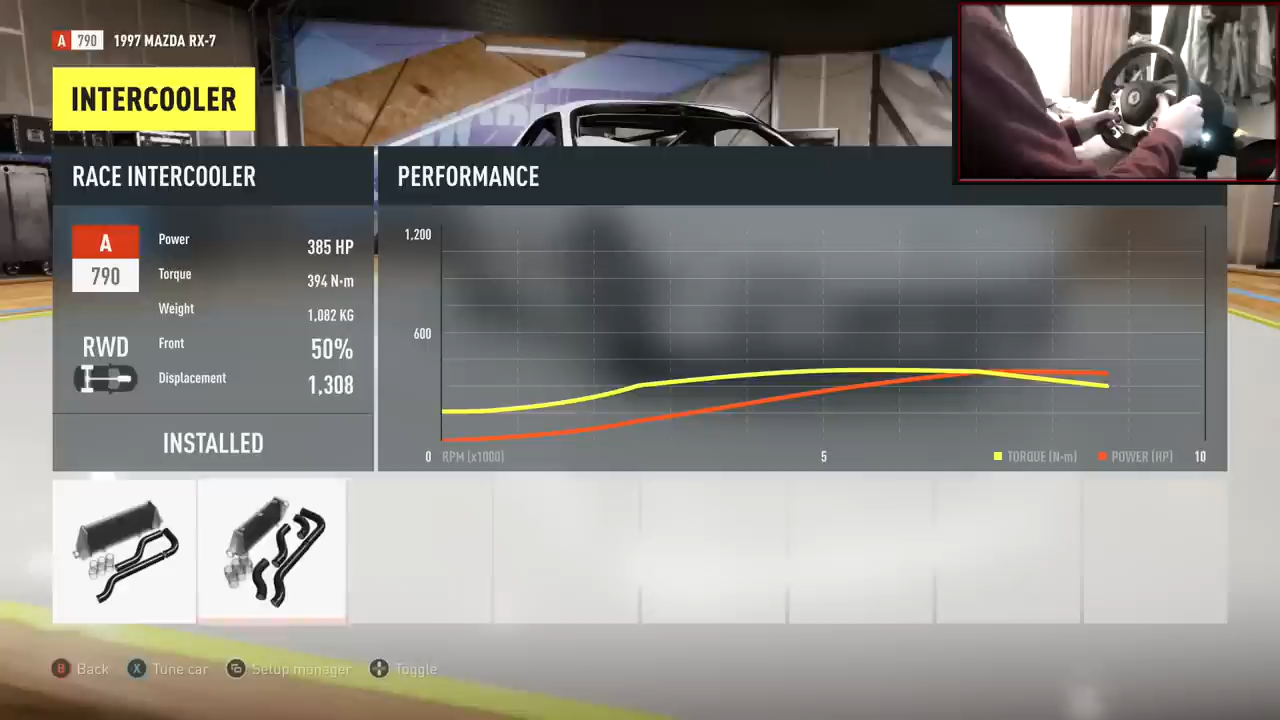 A 790 1997 MAZDA RX-7
INTERCOOLER
RACE INTERCOOLER
A
790
Power 385 HP
Torque 394 N·m
Weight 1,082 KG
RWD
Front 50%
Displacement 1,308
INSTALLED
PERFORMANCE
1,200
600
0 RPM (x1000) 5 TORQUE (N-m) POWER (HP) 10
B Back X Tune car Setup manager Toggle